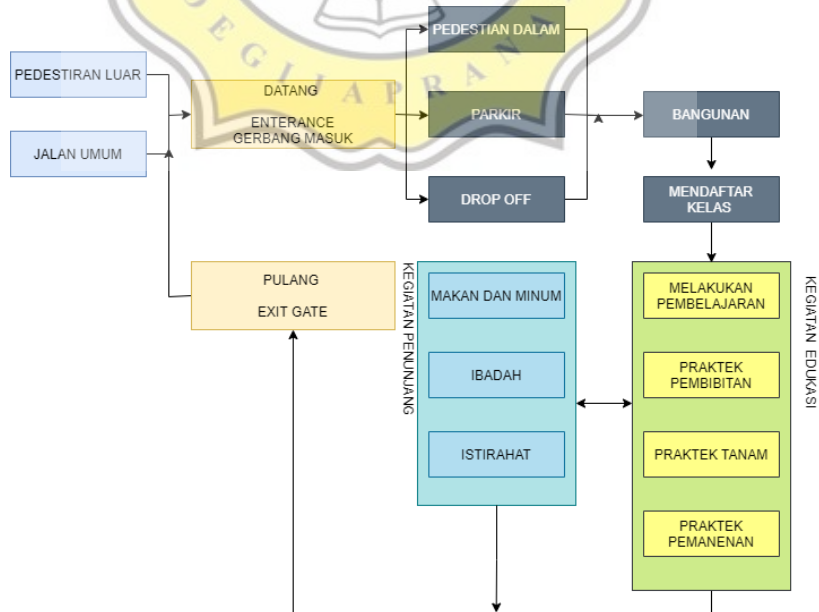 PEDESTIAN DALAM
OEGIJAPRANA
PEDESTIRAN LUAR
DATANG
ENTERANCE
GERBANG MASUK
PARKIR
BANGUNAN
JALAN UMUM
DROP OFF
MENDAFTAR
KELAS
PULANG
EXIT GATE
KEGIATAN PENUNJANG
MAKAN DAN MINUM
IBADAH
ISTIRAHAT
MELAKUKAN
PEMBELAJARAN
PRAKTEK
PEMBIBITAN
PRAKTEK TANAM
PRAKTEK
PEMANENAN
KEGIATAN EDUKASI